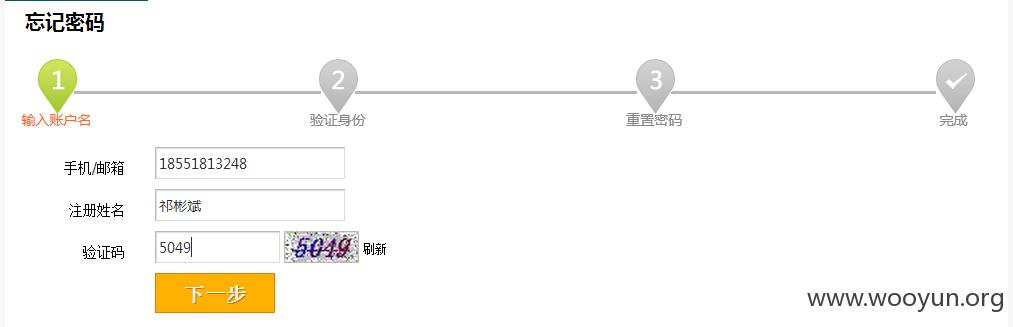 忘记密码
1 2 3
输入账户名 验证身份 重置密码 完成
手机/邮箱 18551813248
注册姓名 祁彬斌
验证码 5049 5049 刷新
下一步
www.wooyun.org